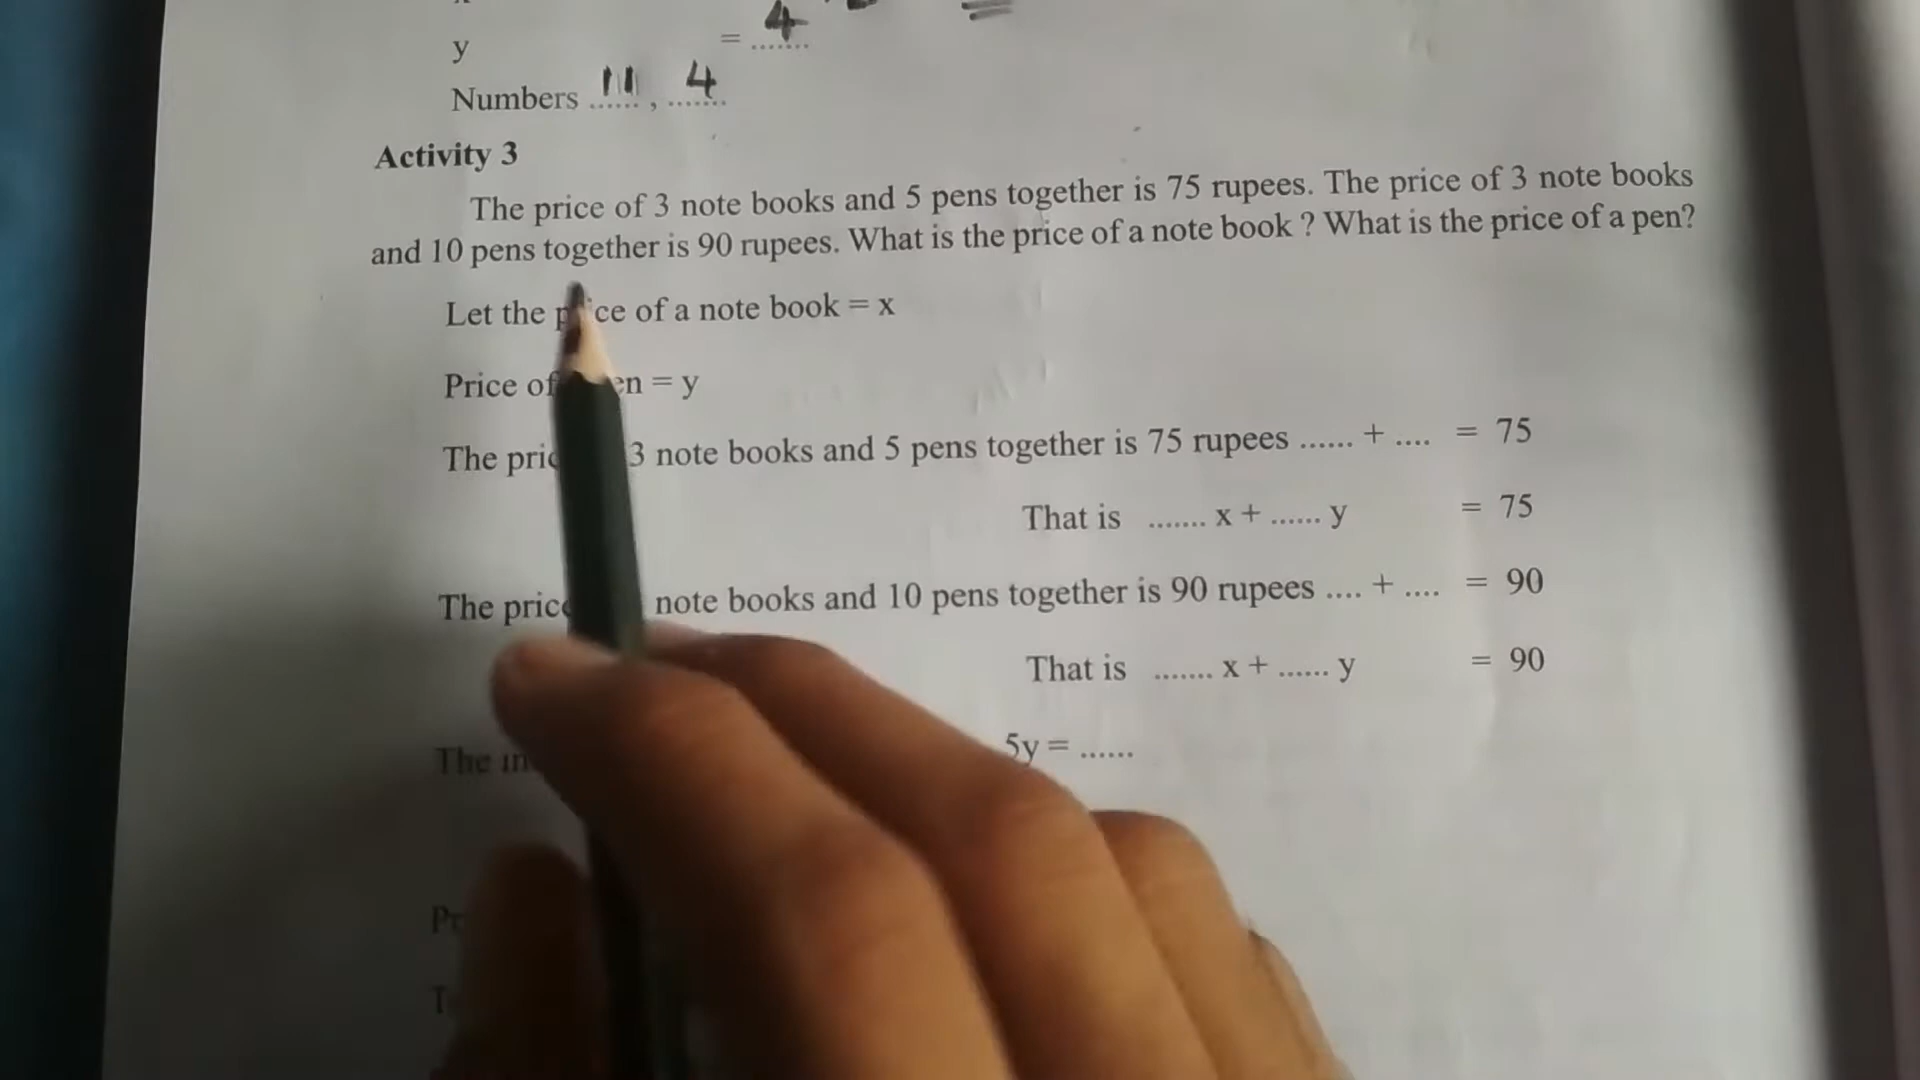 y = 4
Numbers 11 , 4
Activity 3
The price of 3 note books and 5 pens together is 75 rupees. The price of 3 note books
and 10 pens together is 90 rupees. What is the price of a note book ? What is the price of a pen?
Let the price of a note book = x
Price of en = y
The pric 3 note books and 5 pens together is 75 rupees ...... + .... = 75
That is ....... x + ...... y = 75
The price note books and 10 pens together is 90 rupees .... + .... = 90
That is ....... x + ...... y = 90
The 5y = ......